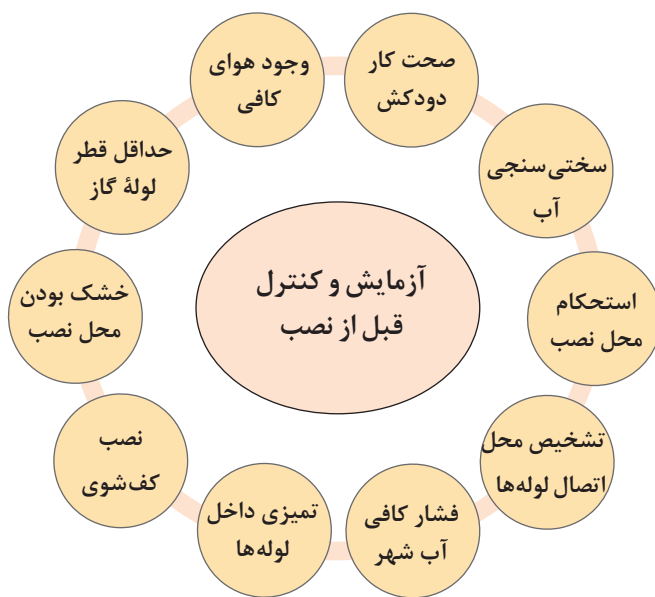 آزمایش و کنترل
قبل از نصب
صحت کار
دودکش
سختی‌سنجی
آب
استحکام
محل نصب
تشخیص محل
اتصال لوله‌ها
فشار کافی
آب شهر
تمیزی داخل
لوله‌ها
نصب
کف‌شوی
خشک بودن
محل نصب
حداقل قطر
لولۀ گاز
وجود هوای
کافی